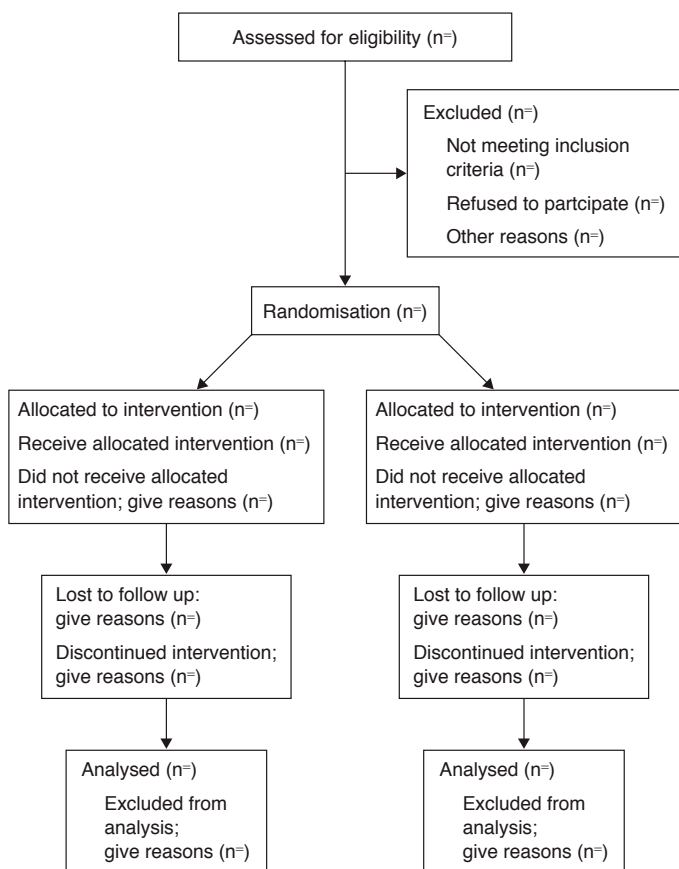 Assessed for eligibility (n=)
Excluded (n=)
Not meeting inclusion
criteria (n=)
Refused to partcipate (n=)
Other reasons (n=)
Randomisation (n=)
Allocated to intervention (n=)
Receive allocated intervention (n=)
Did not receive allocated
intervention; give reasons (n=)
Allocated to intervention (n=)
Receive allocated intervention (n=)
Did not receive allocated
intervention; give reasons (n=)
Lost to follow up:
give reasons (n=)
Discontinued intervention;
give reasons (n=)
Lost to follow up:
give reasons (n=)
Discontinued intervention;
give reasons (n=)
Analysed (n=)
Excluded from
analysis;
give reasons (n=)
Analysed (n=)
Excluded from
analysis;
give reasons (n=)